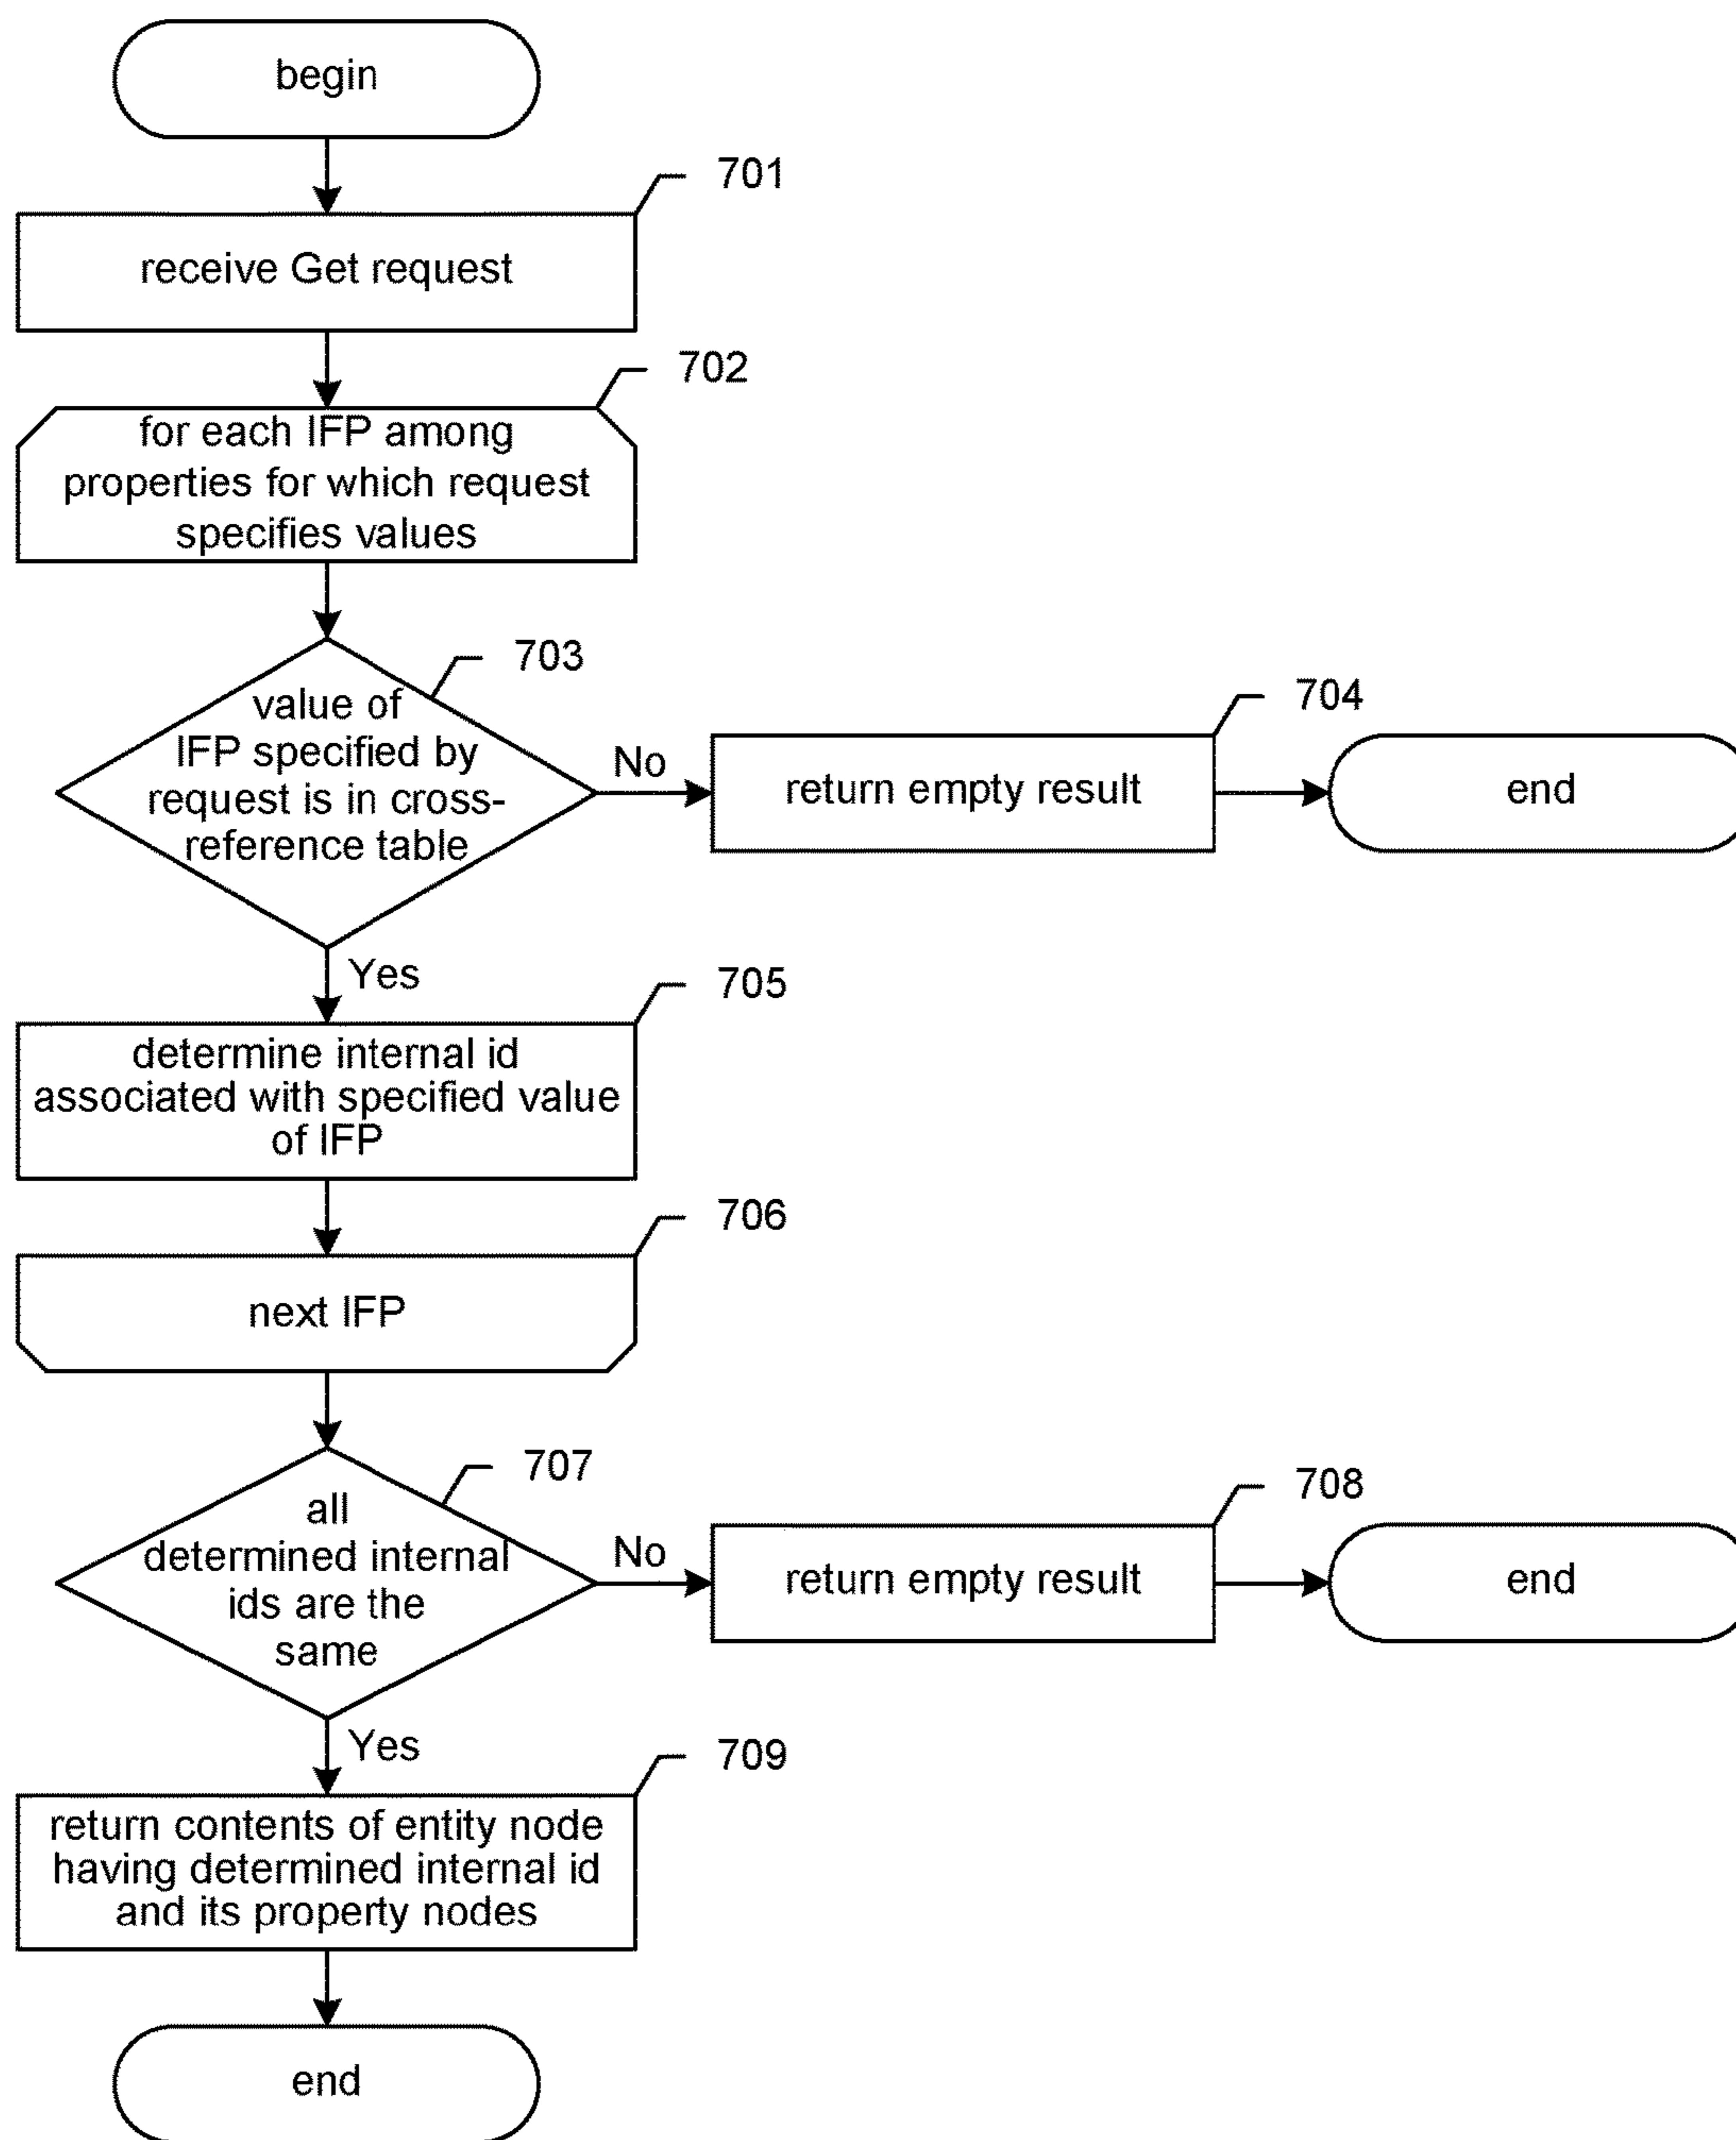 begin
701
receive Get request
702
for each IFP among
properties for which request
specifies values
703
value of
IFP specified by
request is in cross-
reference table
No
704
return empty result
end
Yes
705
determine internal id
associated with specified value
of IFP
706
next IFP
707
all
determined internal
ids are the
same
No
708
return empty result
end
Yes
709
return contents of entity node
having determined internal id
and its property nodes
end